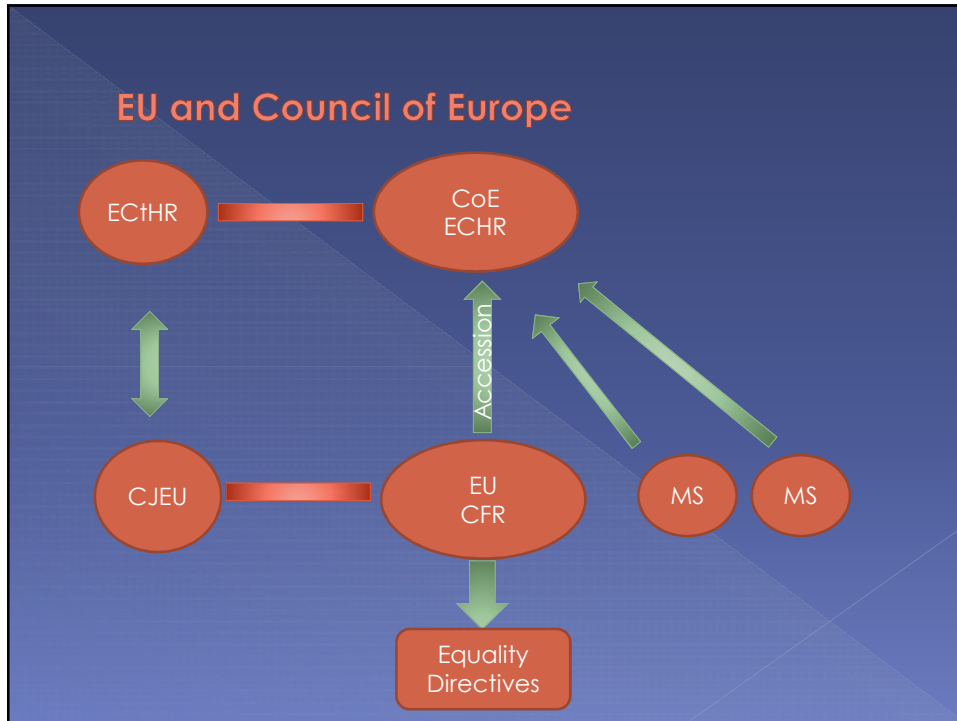 EU and Council of Europe
ECtHR
CoE
ECHR
Accession
CJEU
EU
CFR
MS
MS
Equality
Directives